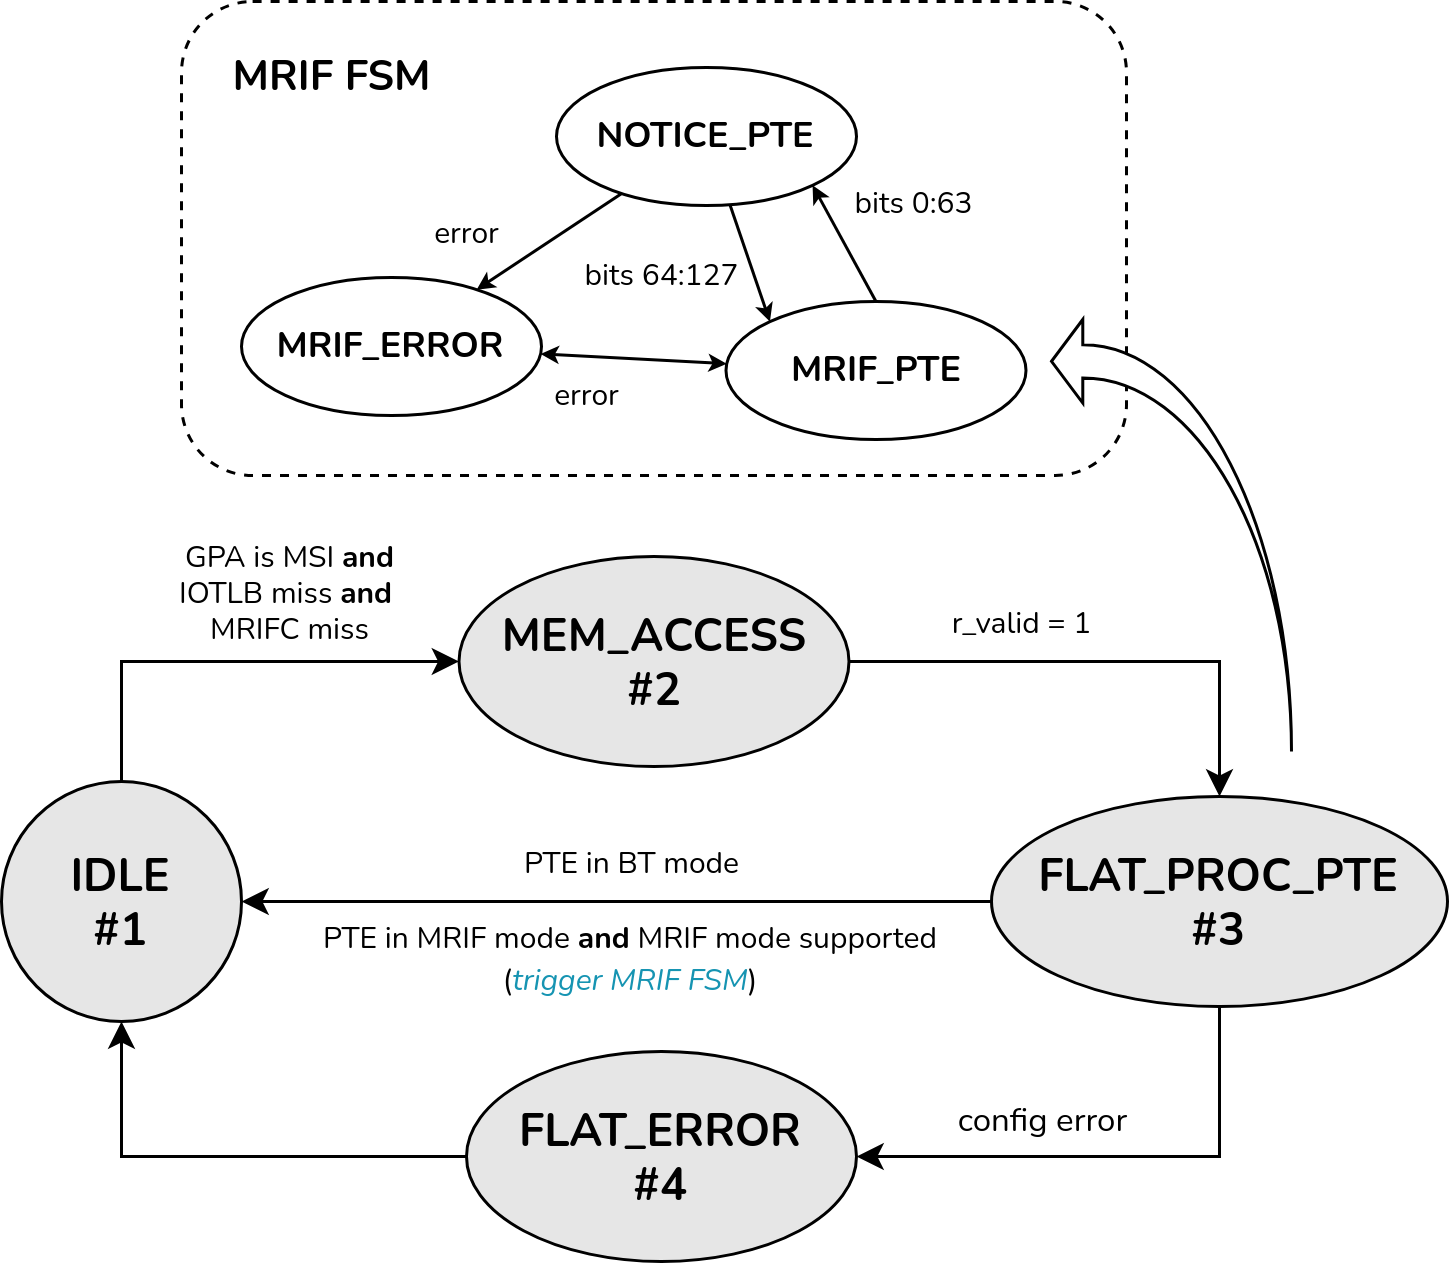 MRIF FSM
NOTICE_PTE
bits 0:63
error
bits 64:127
MRIF_ERROR
MRIF_PTE
error
GPA is MSI and
IOTLB miss and
MRIFC miss
MEM_ACCESS
#2
r_valid = 1
IDLE
#1
PTE in BT mode
FLAT_PROC_PTE
#3
PTE in MRIF mode and MRIF mode supported
(trigger MRIF FSM)
FLAT_ERROR
#4
config error